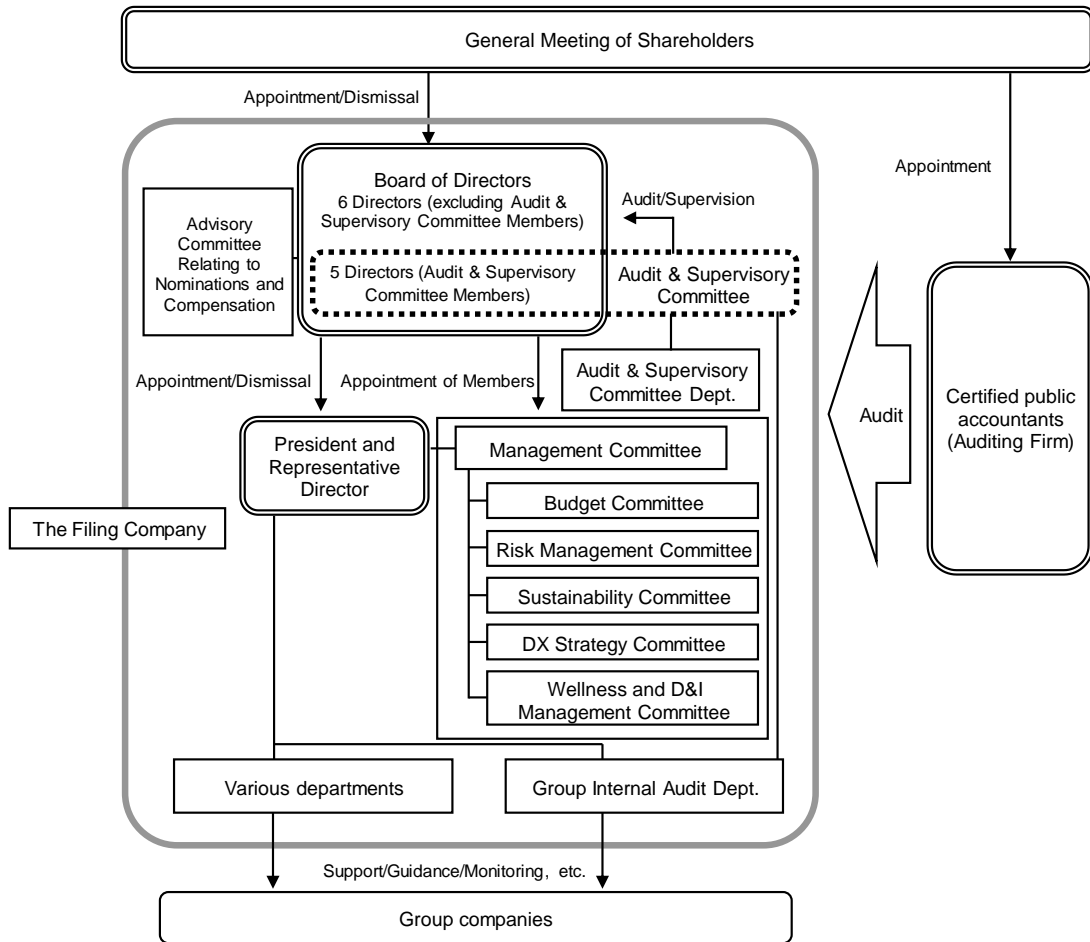 General Meeting of Shareholders
Appointment/Dismissal
Appointment
Board of Directors
6 Directors (excluding Audit &
Supervisory Committee Members)
Audit/Supervision
Advisory
Committee
Relating to
Nominations and
Compensation
5 Directors (Audit & Supervisory
Committee Members)
Audit & Supervisory
Committee
Appointment/Dismissal
Appointment of Members
Audit & Supervisory
Committee Dept.
Audit
Certified public
accountants
(Auditing Firm)
President and
Representative
Director
Management Committee
Budget Committee
The Filing Company
Risk Management Committee
Sustainability Committee
DX Strategy Committee
Wellness and D&I
Management Committee
Various departments
Group Internal Audit Dept.
Support/Guidance/Monitoring, etc.
Group companies